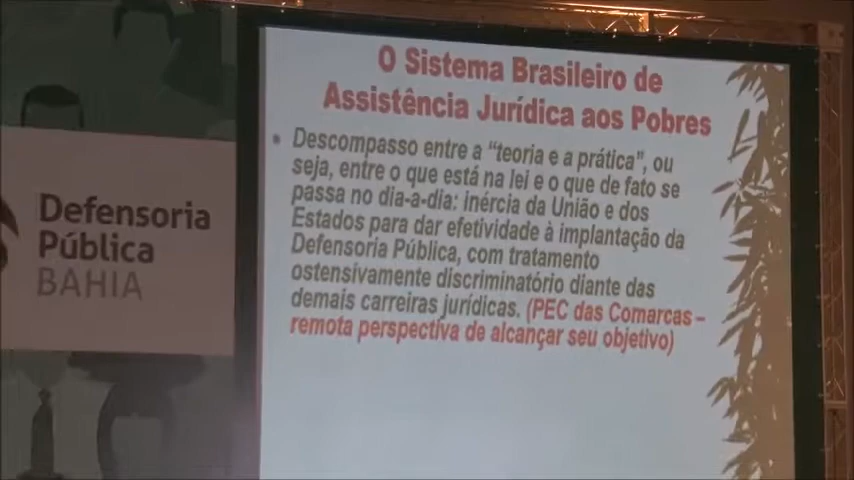 O Sistema Brasileiro de
Assistência Jurídica aos Pobres
• Descompasso entre a “teoria e a prática”, ou
seja, entre o que está na lei e o que de fato se
passa no dia-a-dia: inércia da União e dos
Estados para dar efetividade à implantação da
Defensoria Pública, com tratamento
ostensivamente discriminatório diante das
demais carreiras jurídicas. (PEC das Comarcas –
remota perspectiva de alcançar seu objetivo)
Defensoria
Pública
BAHIA